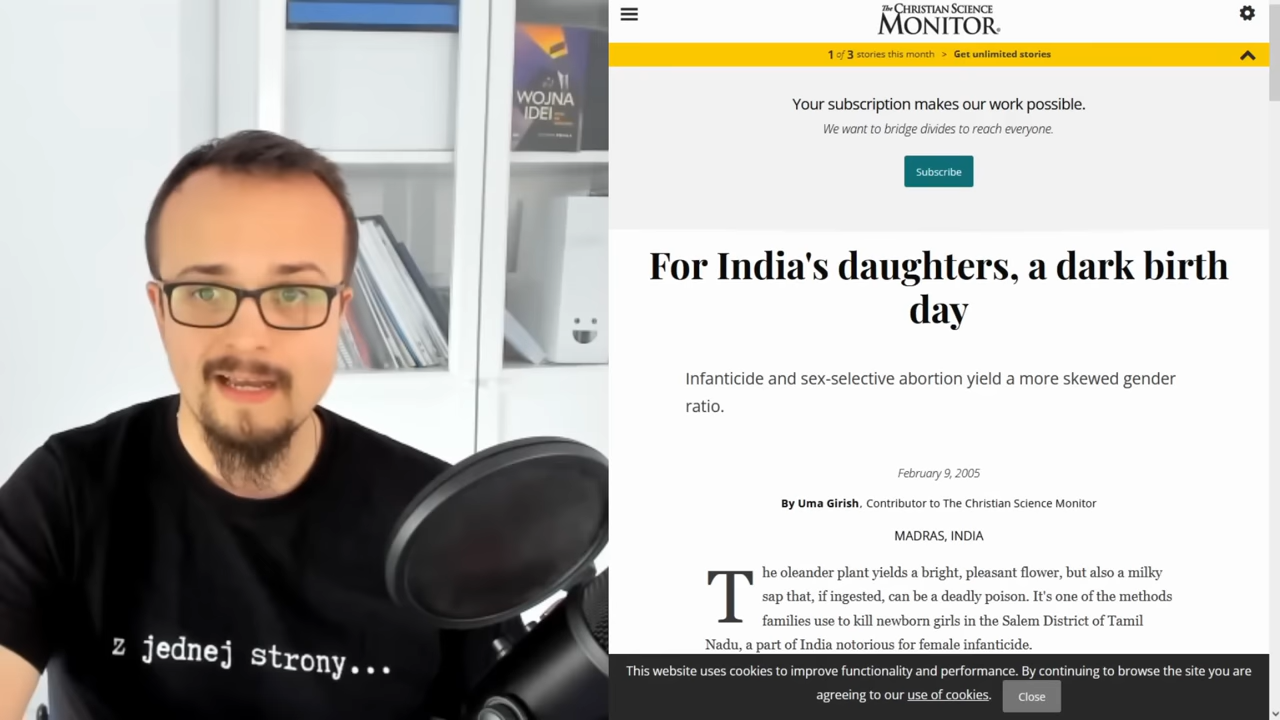 WOJNA
IDEI
z jednej strony...
The CHRISTIAN SCIENCE
MONITOR®
1 of 3 stories this month > Get unlimited stories
Your subscription makes our work possible.
We want to bridge divides to reach everyone.
Subscribe
For India's daughters, a dark birth
day
Infanticide and sex-selective abortion yield a more skewed gender
ratio.
February 9, 2005
By Uma Girish, Contributor to The Christian Science Monitor
MADRAS, INDIA
The oleander plant yields a bright, pleasant flower, but also a milky
sap that, if ingested, can be a deadly poison. It's one of the methods
families use to kill newborn girls in the Salem District of Tamil
Nadu, a part of India notorious for female infanticide.
This website uses cookies to improve functionality and performance. By continuing to browse the site you are
agreeing to our use of cookies. Close